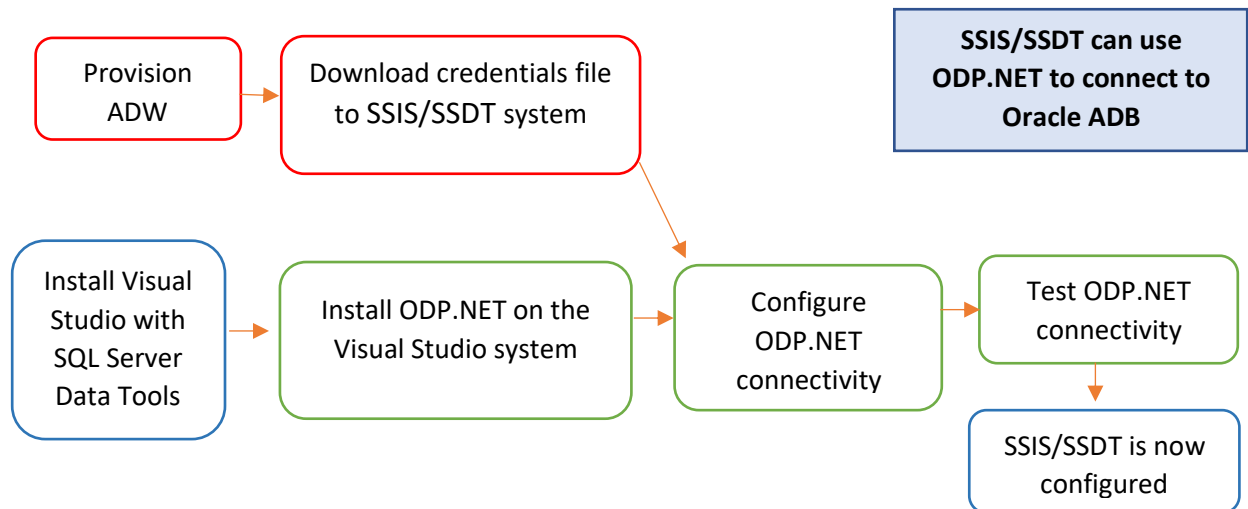 Provision
ADW
Download credentials file
to SSIS/SSDT system
SSIS/SSDT can use
ODP.NET to connect to
Oracle ADB
Install Visual
Studio with
SQL Server
Data Tools
Install ODP.NET on the
Visual Studio system
Configure
ODP.NET
connectivity
Test ODP.NET
connectivity
SSIS/SSDT is now
configured